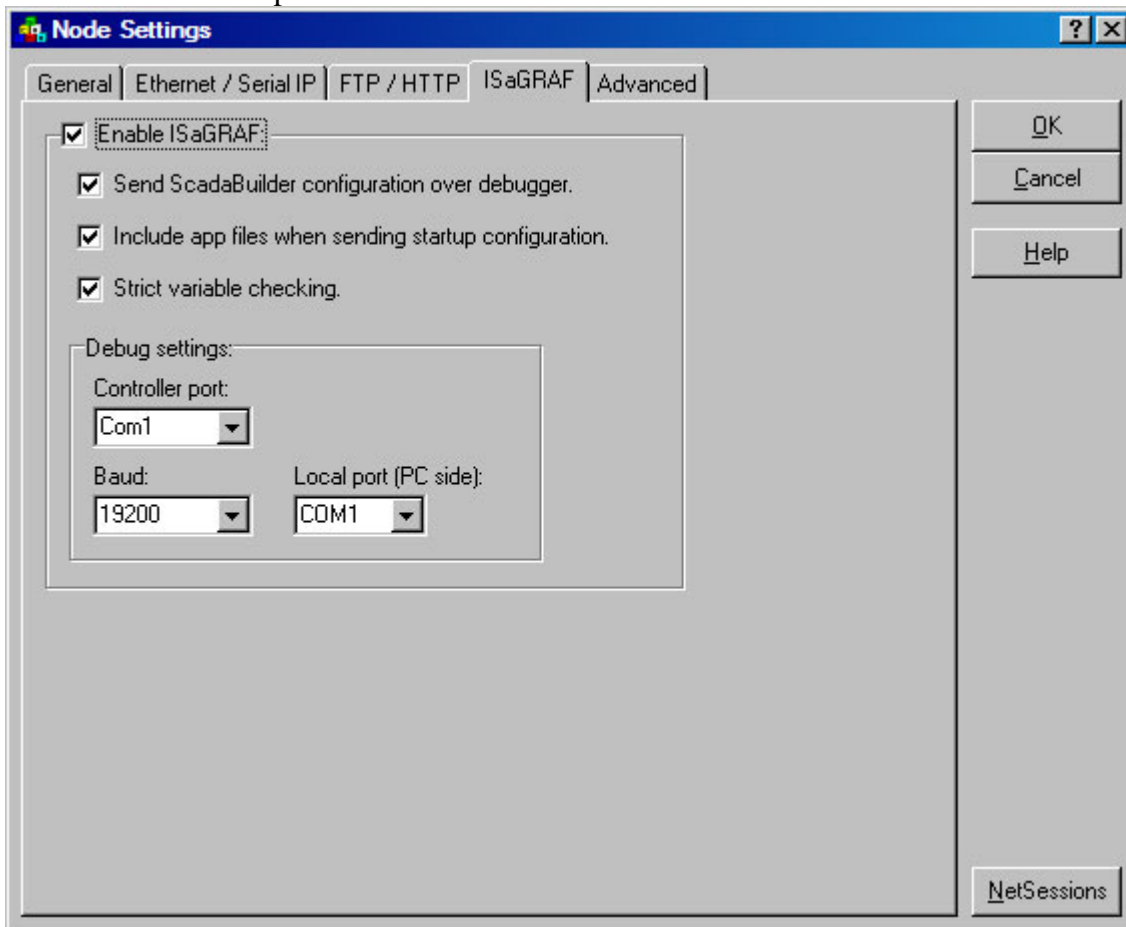 Node Settings
General
Ethernet / Serial IP
FTP / HTTP
ISaGRAF
Advanced
Enable ISaGRAF:
Send ScadaBuilder configuration over debugger.
Include app files when sending startup configuration.
Strict variable checking.
Debug settings:
Controller port:
Com1
Baud:
Local port (PC side):
19200
COM1
OK
Cancel
Help
NetSessions